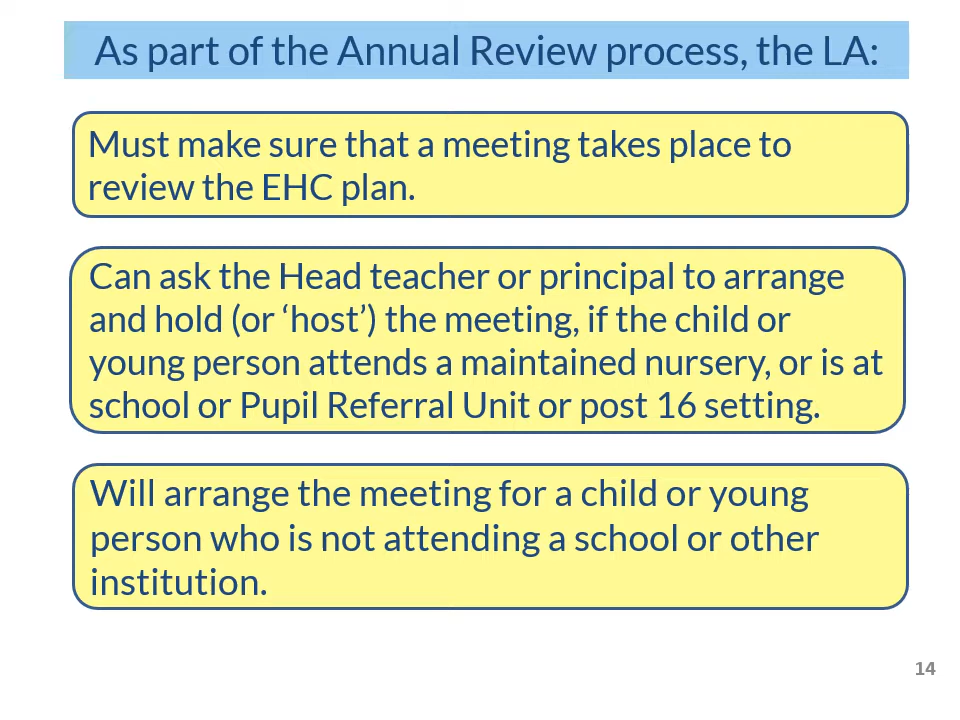 As part of the Annual Review process, the LA:
Must make sure that a meeting takes place to
review the EHC plan.
Can ask the Head teacher or principal to arrange
and hold (or ‘host’) the meeting, if the child or
young person attends a maintained nursery, or is at
school or Pupil Referral Unit or post 16 setting.
Will arrange the meeting for a child or young
person who is not attending a school or other
institution.
14